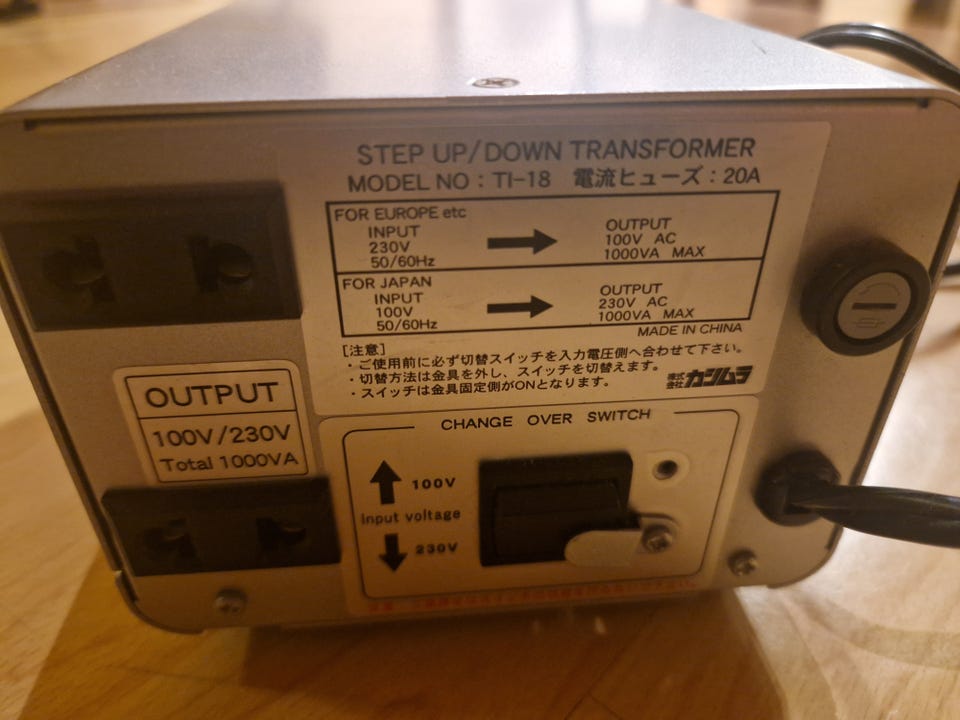 STEP UP/DOWN TRANSFORMER
MODEL NO : TI-18 電流ヒューズ : 20A
FOR EUROPE etc
INPUT
230V
50/60Hz
OUTPUT
100V AC
1000VA MAX
FOR JAPAN
INPUT
100V
50/60Hz
OUTPUT
230V AC
1000VA MAX
MADE IN CHINA
[注意]
・ご使用前に必ず切替スイッチを入力電圧側へ合わせて下さい。
・切替方法は金具を外し、スイッチを切替えます。
・スイッチは金具固定側がONとなります。
株式会社カシムラ
OUTPUT
100V/230V
Total 1000VA
CHANGE OVER SWITCH
100V
Input voltage
230V